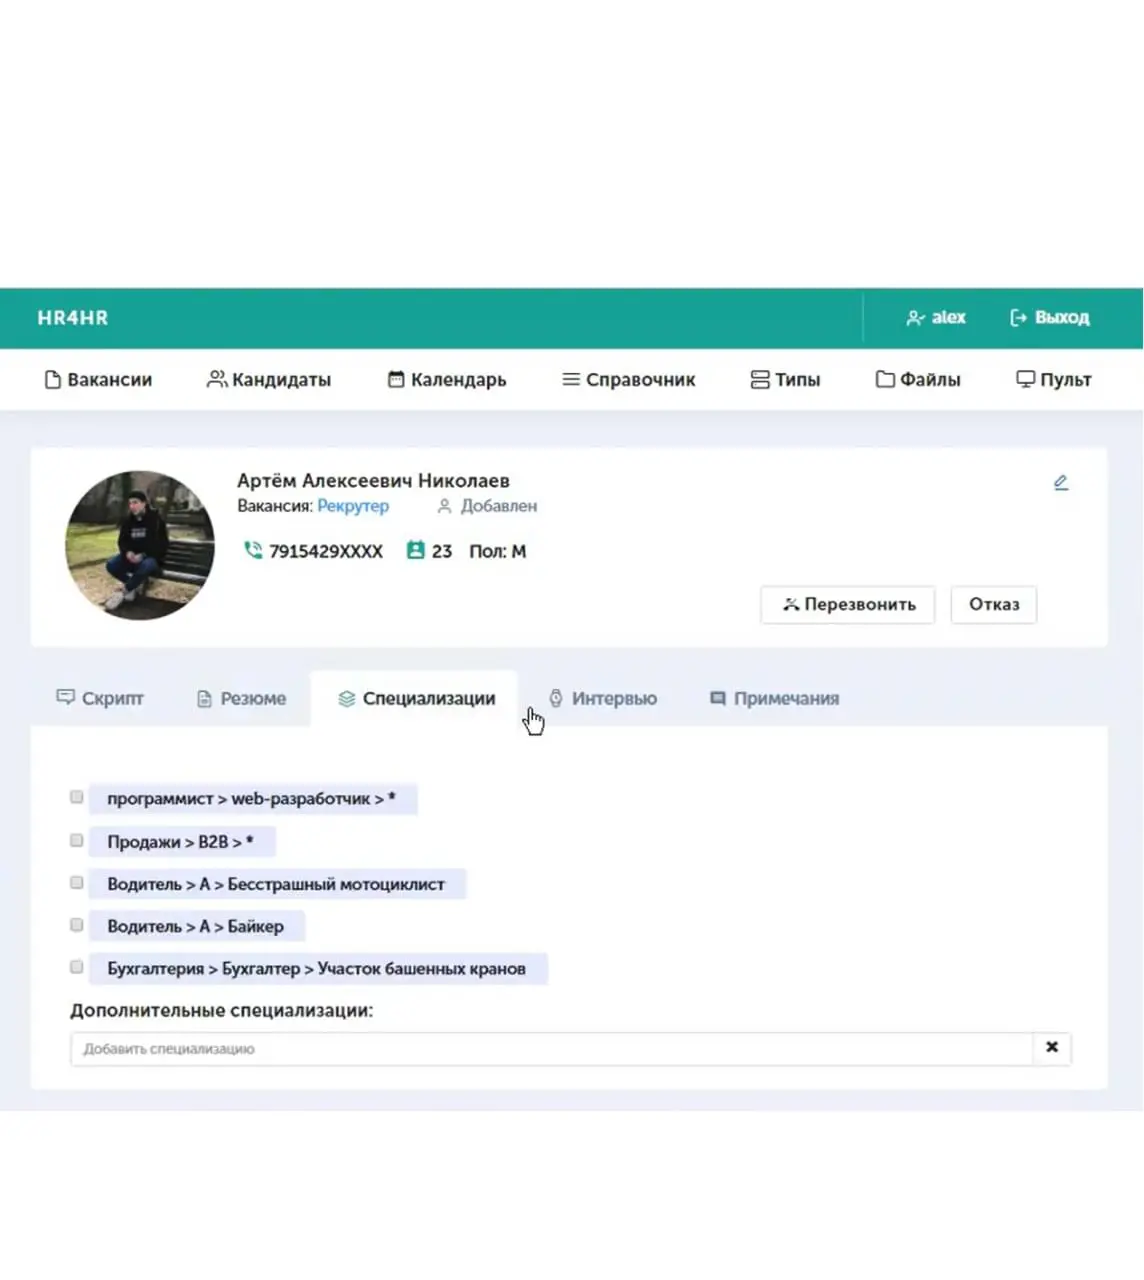 HR4HR alex Выход
Вакансии Кандидаты Календарь Справочник Типы Файлы Пульт
Артём Алексеевич Николаев
Вакансия: Рекрутер Добавлен
7915429XXXX 23 Пол: М
Перезвонить Отказ
Скрипт Резюме Специализации Интервью Примечания
программист > web-разработчик > *
Продажи > B2B > *
Водитель > А > Бесстрашный мотоциклист
Водитель > А > Байкер
Бухгалтерия > Бухгалтер > Участок башенных кранов
Дополнительные специализации:
Добавить специализацию